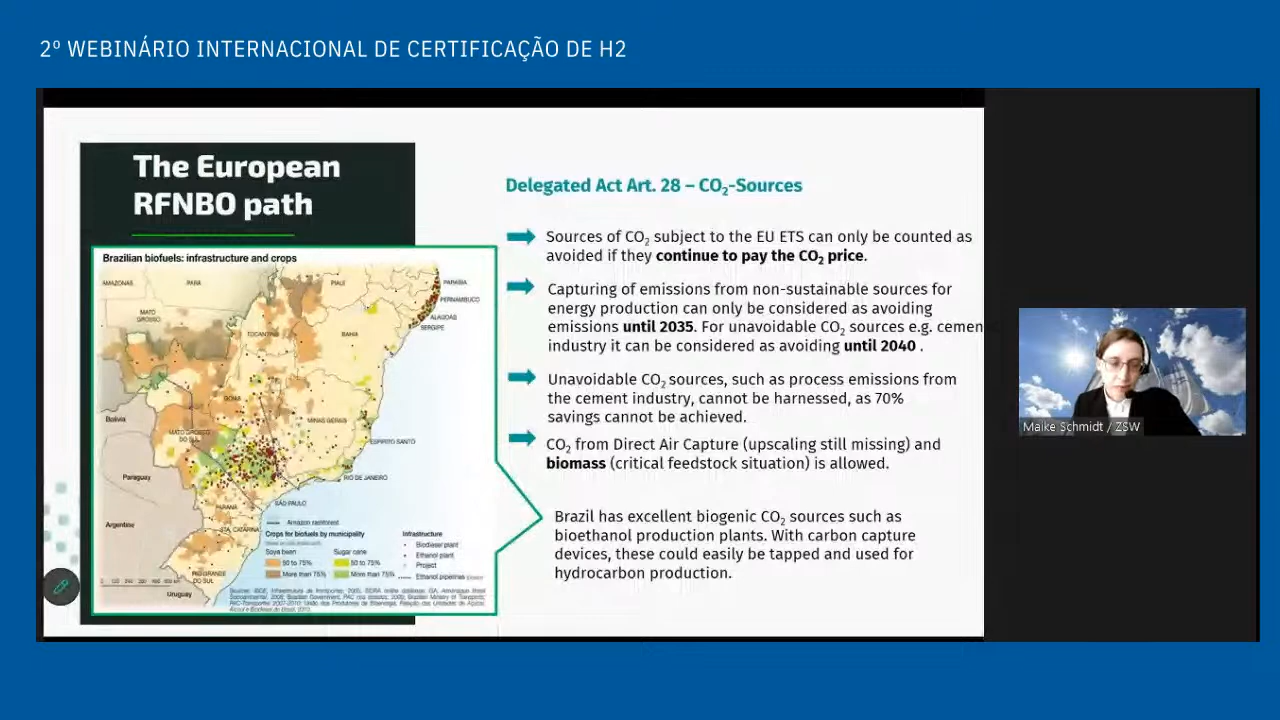 2º WEBINÁRIO INTERNACIONAL DE CERTIFICAÇÃO DE H2
The European
RFNBO path
Brazilian biofuels: infrastructure and crops
AMAZONAS
PARÁ
PIAUÍ
PARAÍBA
PERNAMBUCO
ALAGOAS
SERGIPE
MATO
GROSSO
TOCANTINS
BAHIA
GOIÁS
Bolivia
MINAS GERAIS
MATO GROSSO
DO SUL
ESPIRITO SANTO
Paraguay
RIO DE JANEIRO
SÃO PAULO
PARANÁ
Argentine
STA. CATARINA
RIO GRANDE
DO SUL
Uruguay
Amazon rainforest
Crops for biofuels by municipality
Soya bean
Sugar cane
50 to 75%
50 to 75%
More than 75%
More than 75%
Infrastructure
Biodiesel plant
Ethanol plant
Project
Ethanol pipelines
Delegated Act Art. 28 – CO₂-Sources
Sources of CO₂ subject to the EU ETS can only be counted as
avoided if they continue to pay the CO₂ price.
Capturing of emissions from non-sustainable sources for
energy production can only be considered as avoiding
emissions until 2035. For unavoidable CO₂ sources e.g. cemen
industry it can be considered as avoiding until 2040 .
Unavoidable CO₂ sources, such as process emissions from
the cement industry, cannot be harnessed, as 70%
savings cannot be achieved.
CO₂ from Direct Air Capture (upscaling still missing) and
biomass (critical feedstock situation) is allowed.
Brazil has excellent biogenic CO₂ sources such as
bioethanol production plants. With carbon capture
devices, these could easily be tapped and used for
hydrocarbon production.
Maike Schmidt / ZSW